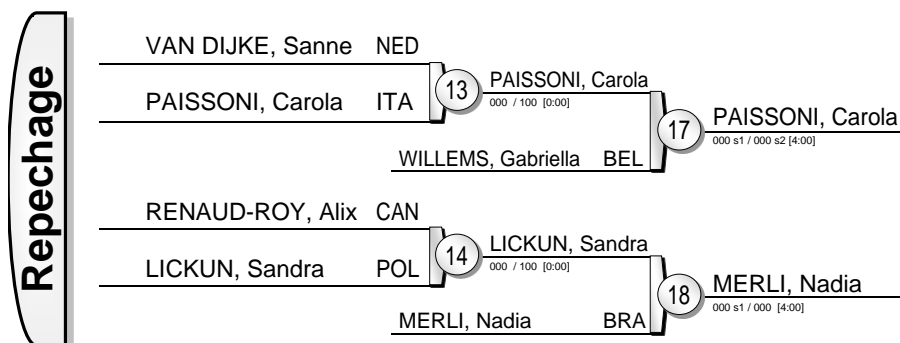 Repechage
VAN DIJKE, Sanne NED
PAISSONI, Carola ITA
13
PAISSONI, Carola
000 / 100 [0:00]
WILLEMS, Gabriella BEL
17
PAISSONI, Carola
000 s1 / 000 s2 [4:00]
RENAUD-ROY, Alix CAN
LICKUN, Sandra POL
14
LICKUN, Sandra
000 / 100 [0:00]
MERLI, Nadia BRA
18
MERLI, Nadia
000 s1 / 000 [4:00]